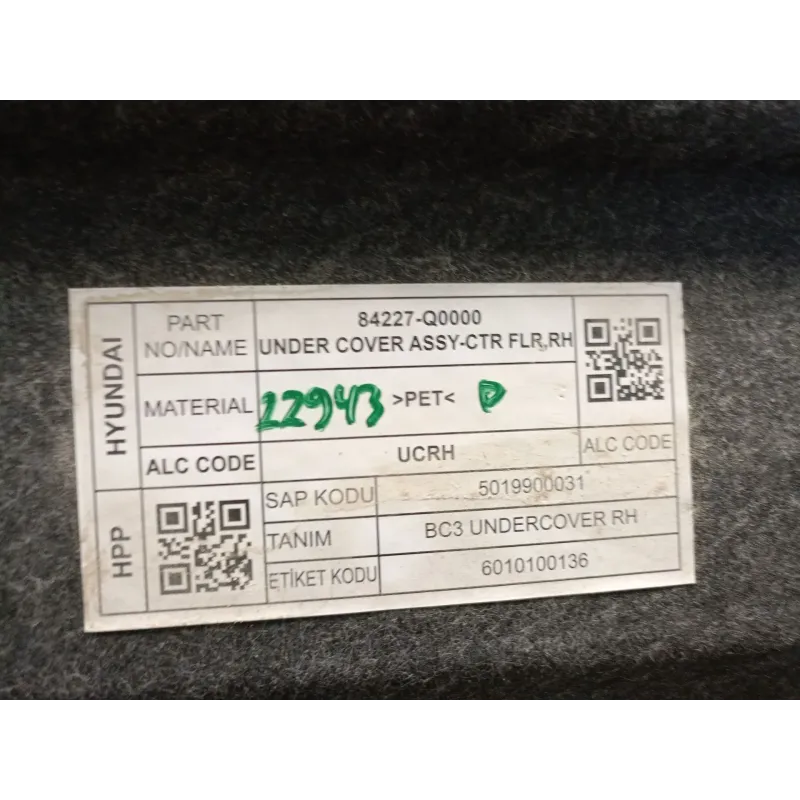 HYUNDAI
PART NO/NAME
84227-Q0000
UNDER COVER ASSY-CTR FLR,RH
MATERIAL
22943 >PET< D
ALC CODE
UCRH
ALC CODE
HPP
SAP KODU 5019900031
TANIM BC3 UNDERCOVER RH
ETİKET KODU 6010100136